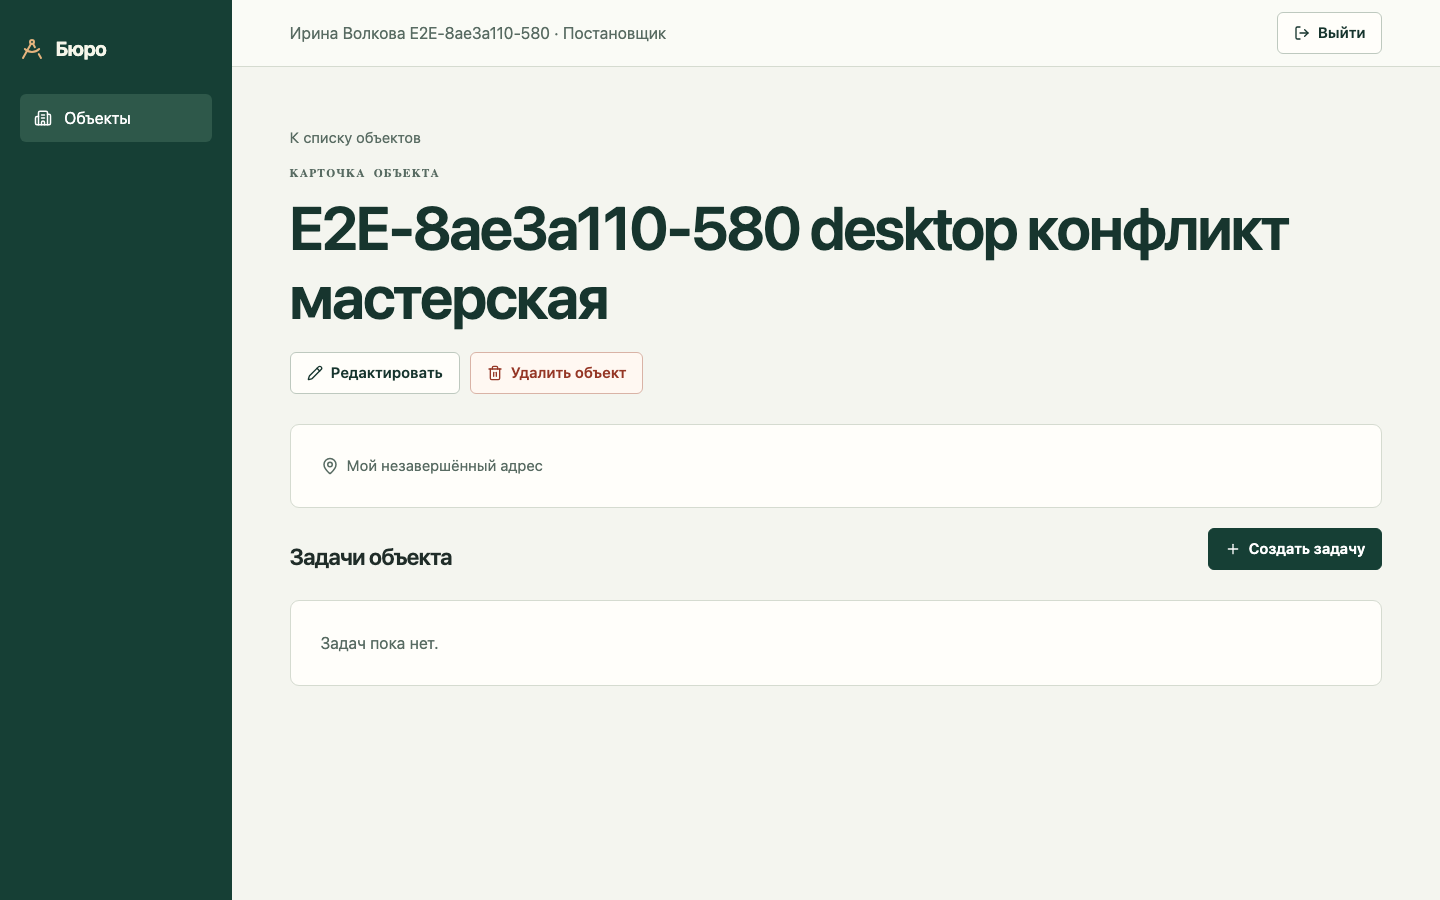 Бюро
Объекты
Ирина Волкова E2E-8ae3a110-580 · Постановщик
Выйти
К списку объектов
КАРТОЧКА ОБЪЕКТА
E2E-8ae3a110-580 desktop конфликт
мастерская
Редактировать
Удалить объект
Мой незавершённый адрес
Задачи объекта
Создать задачу
Задач пока нет.